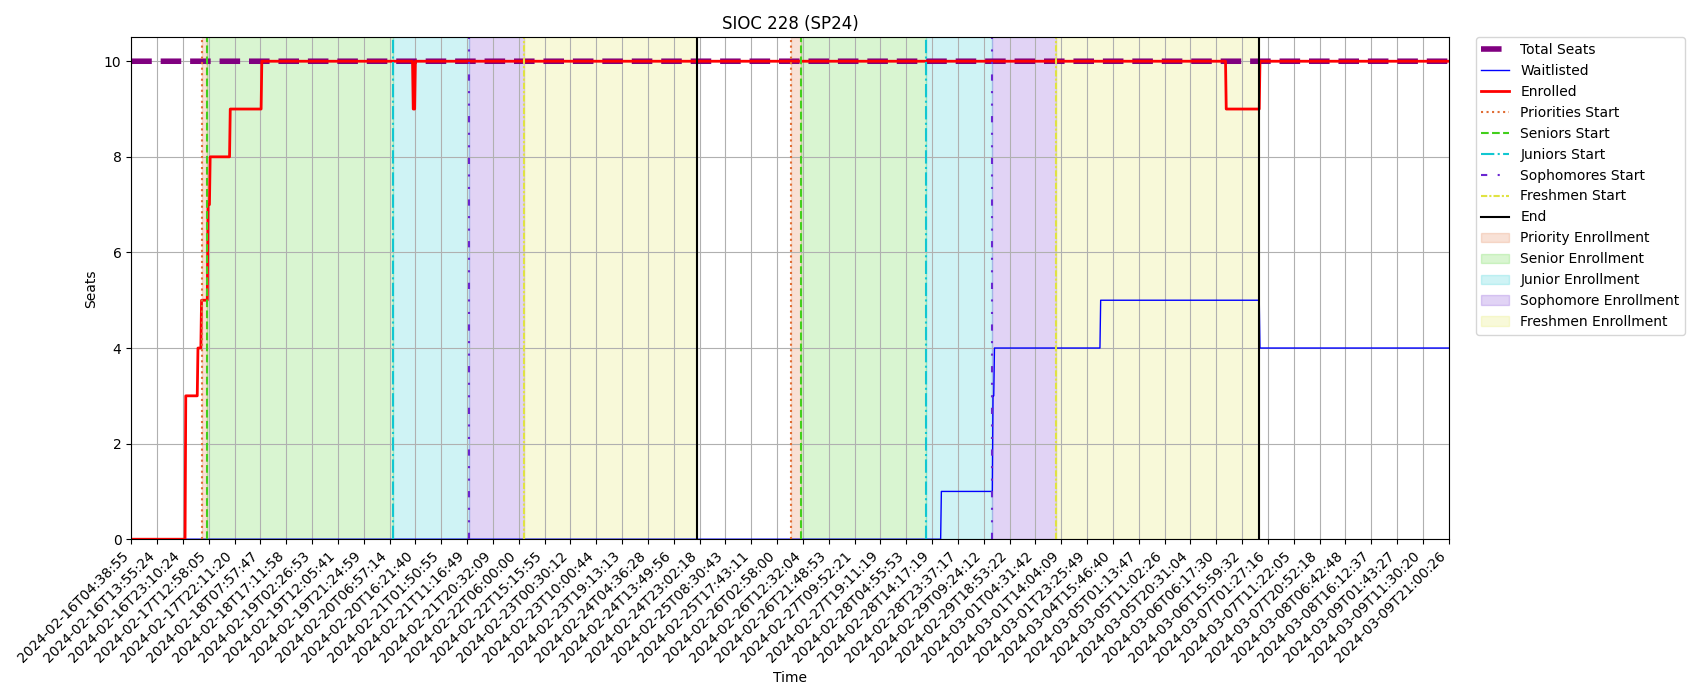 SIOC 228 (SP24)
Seats
10
8
6
4
2
0
2024-02-16T04:38:55
2024-02-16T13:55:24
2024-02-16T23:10:24
2024-02-17T12:58:05
2024-02-17T22:11:20
2024-02-18T07:57:47
2024-02-18T17:11:58
2024-02-19T02:26:53
2024-02-19T12:05:41
2024-02-19T21:24:59
2024-02-20T06:57:14
2024-02-20T16:21:40
2024-02-21T01:50:55
2024-02-21T11:16:49
2024-02-21T20:32:09
2024-02-22T06:00:00
2024-02-22T15:15:55
2024-02-23T00:30:12
2024-02-23T10:00:44
2024-02-23T19:13:13
2024-02-24T04:36:28
2024-02-24T13:49:56
2024-02-24T23:02:18
2024-02-25T08:30:43
2024-02-25T17:43:11
2024-02-26T02:58:00
2024-02-26T12:32:04
2024-02-26T21:48:53
2024-02-27T09:52:21
2024-02-27T19:11:19
2024-02-28T04:55:53
2024-02-28T14:17:19
2024-02-28T23:37:17
2024-02-29T09:24:12
2024-02-29T18:53:22
2024-03-01T04:31:42
2024-03-01T14:04:09
2024-03-01T23:25:49
2024-03-04T15:46:40
2024-03-05T01:13:47
2024-03-05T11:02:26
2024-03-05T20:31:04
2024-03-06T06:17:30
2024-03-06T15:59:32
2024-03-07T01:27:16
2024-03-07T11:22:05
2024-03-07T20:52:18
2024-03-08T06:42:48
2024-03-08T16:12:37
2024-03-09T01:43:27
2024-03-09T11:30:20
2024-03-09T21:00:26
Time
Total Seats
Waitlisted
Enrolled
Priorities Start
Seniors Start
Juniors Start
Sophomores Start
Freshmen Start
End
Priority Enrollment
Senior Enrollment
Junior Enrollment
Sophomore Enrollment
Freshmen Enrollment